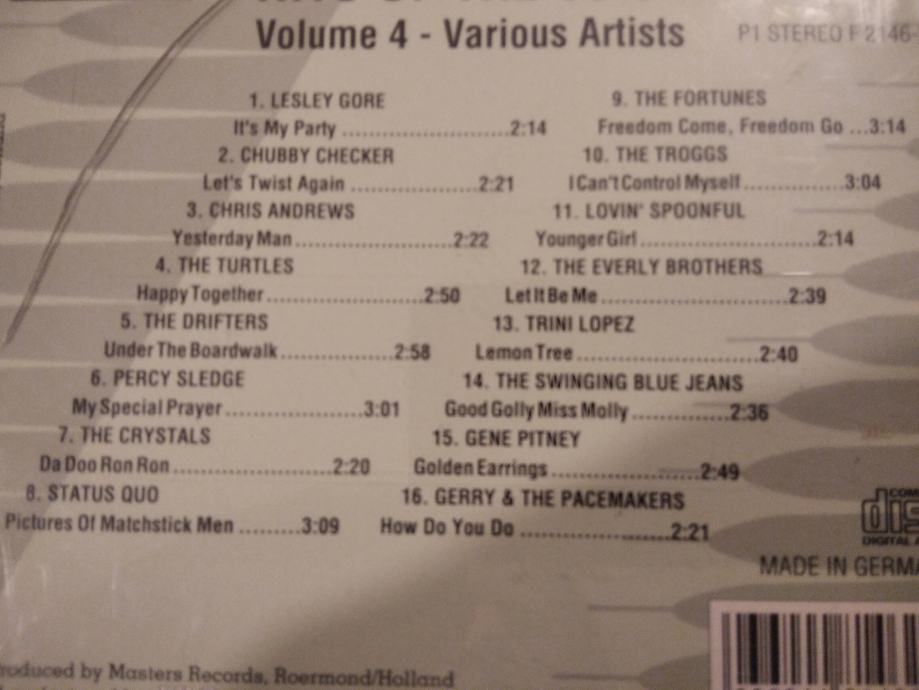 Volume 4 - Various Artists
P1 STEREO F 2146-
1. LESLEY GORE
It's My Party ........................2:14
2. CHUBBY CHECKER
Let's Twist Again ..................2:21
3. CHRIS ANDREWS
Yesterday Man......................2:22
4. THE TURTLES
Happy Together......................2:50
5. THE DRIFTERS
Under The Boardwalk................2:58
6. PERCY SLEDGE
My Special Prayer...................3:01
7. THE CRYSTALS
Da Doo Ron Ron......................2:20
8. STATUS QUO
Pictures Of Matchstick Men ........3:09
9. THE FORTUNES
Freedom Come, Freedom Go ...3:14
10. THE TROGGS
I Can't Control Myself..............3:04
11. LOVIN' SPOONFUL
Younger Girl........................2:14
12. THE EVERLY BROTHERS
Let It Be Me........................2:39
13. TRINI LOPEZ
Lemon Tree.........................2:40
14. THE SWINGING BLUE JEANS
Good Golly Miss Molly.............2:36
15. GENE PITNEY
Golden Earrings.....................2:49
16. GERRY & THE PACEMAKERS
How Do You Do .....................2:21
COM
dis
DIGITAL A
MADE IN GERMA
roduced by Masters Records, Roermond/Holland